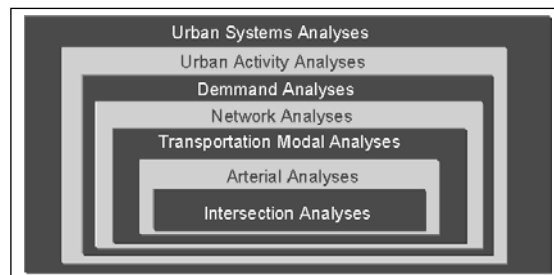 Urban Systems Analyses
Urban Activity Analyses
Demmand Analyses
Network Analyses
Transportation Modal Analyses
Arterial Analyses
Intersection Analyses